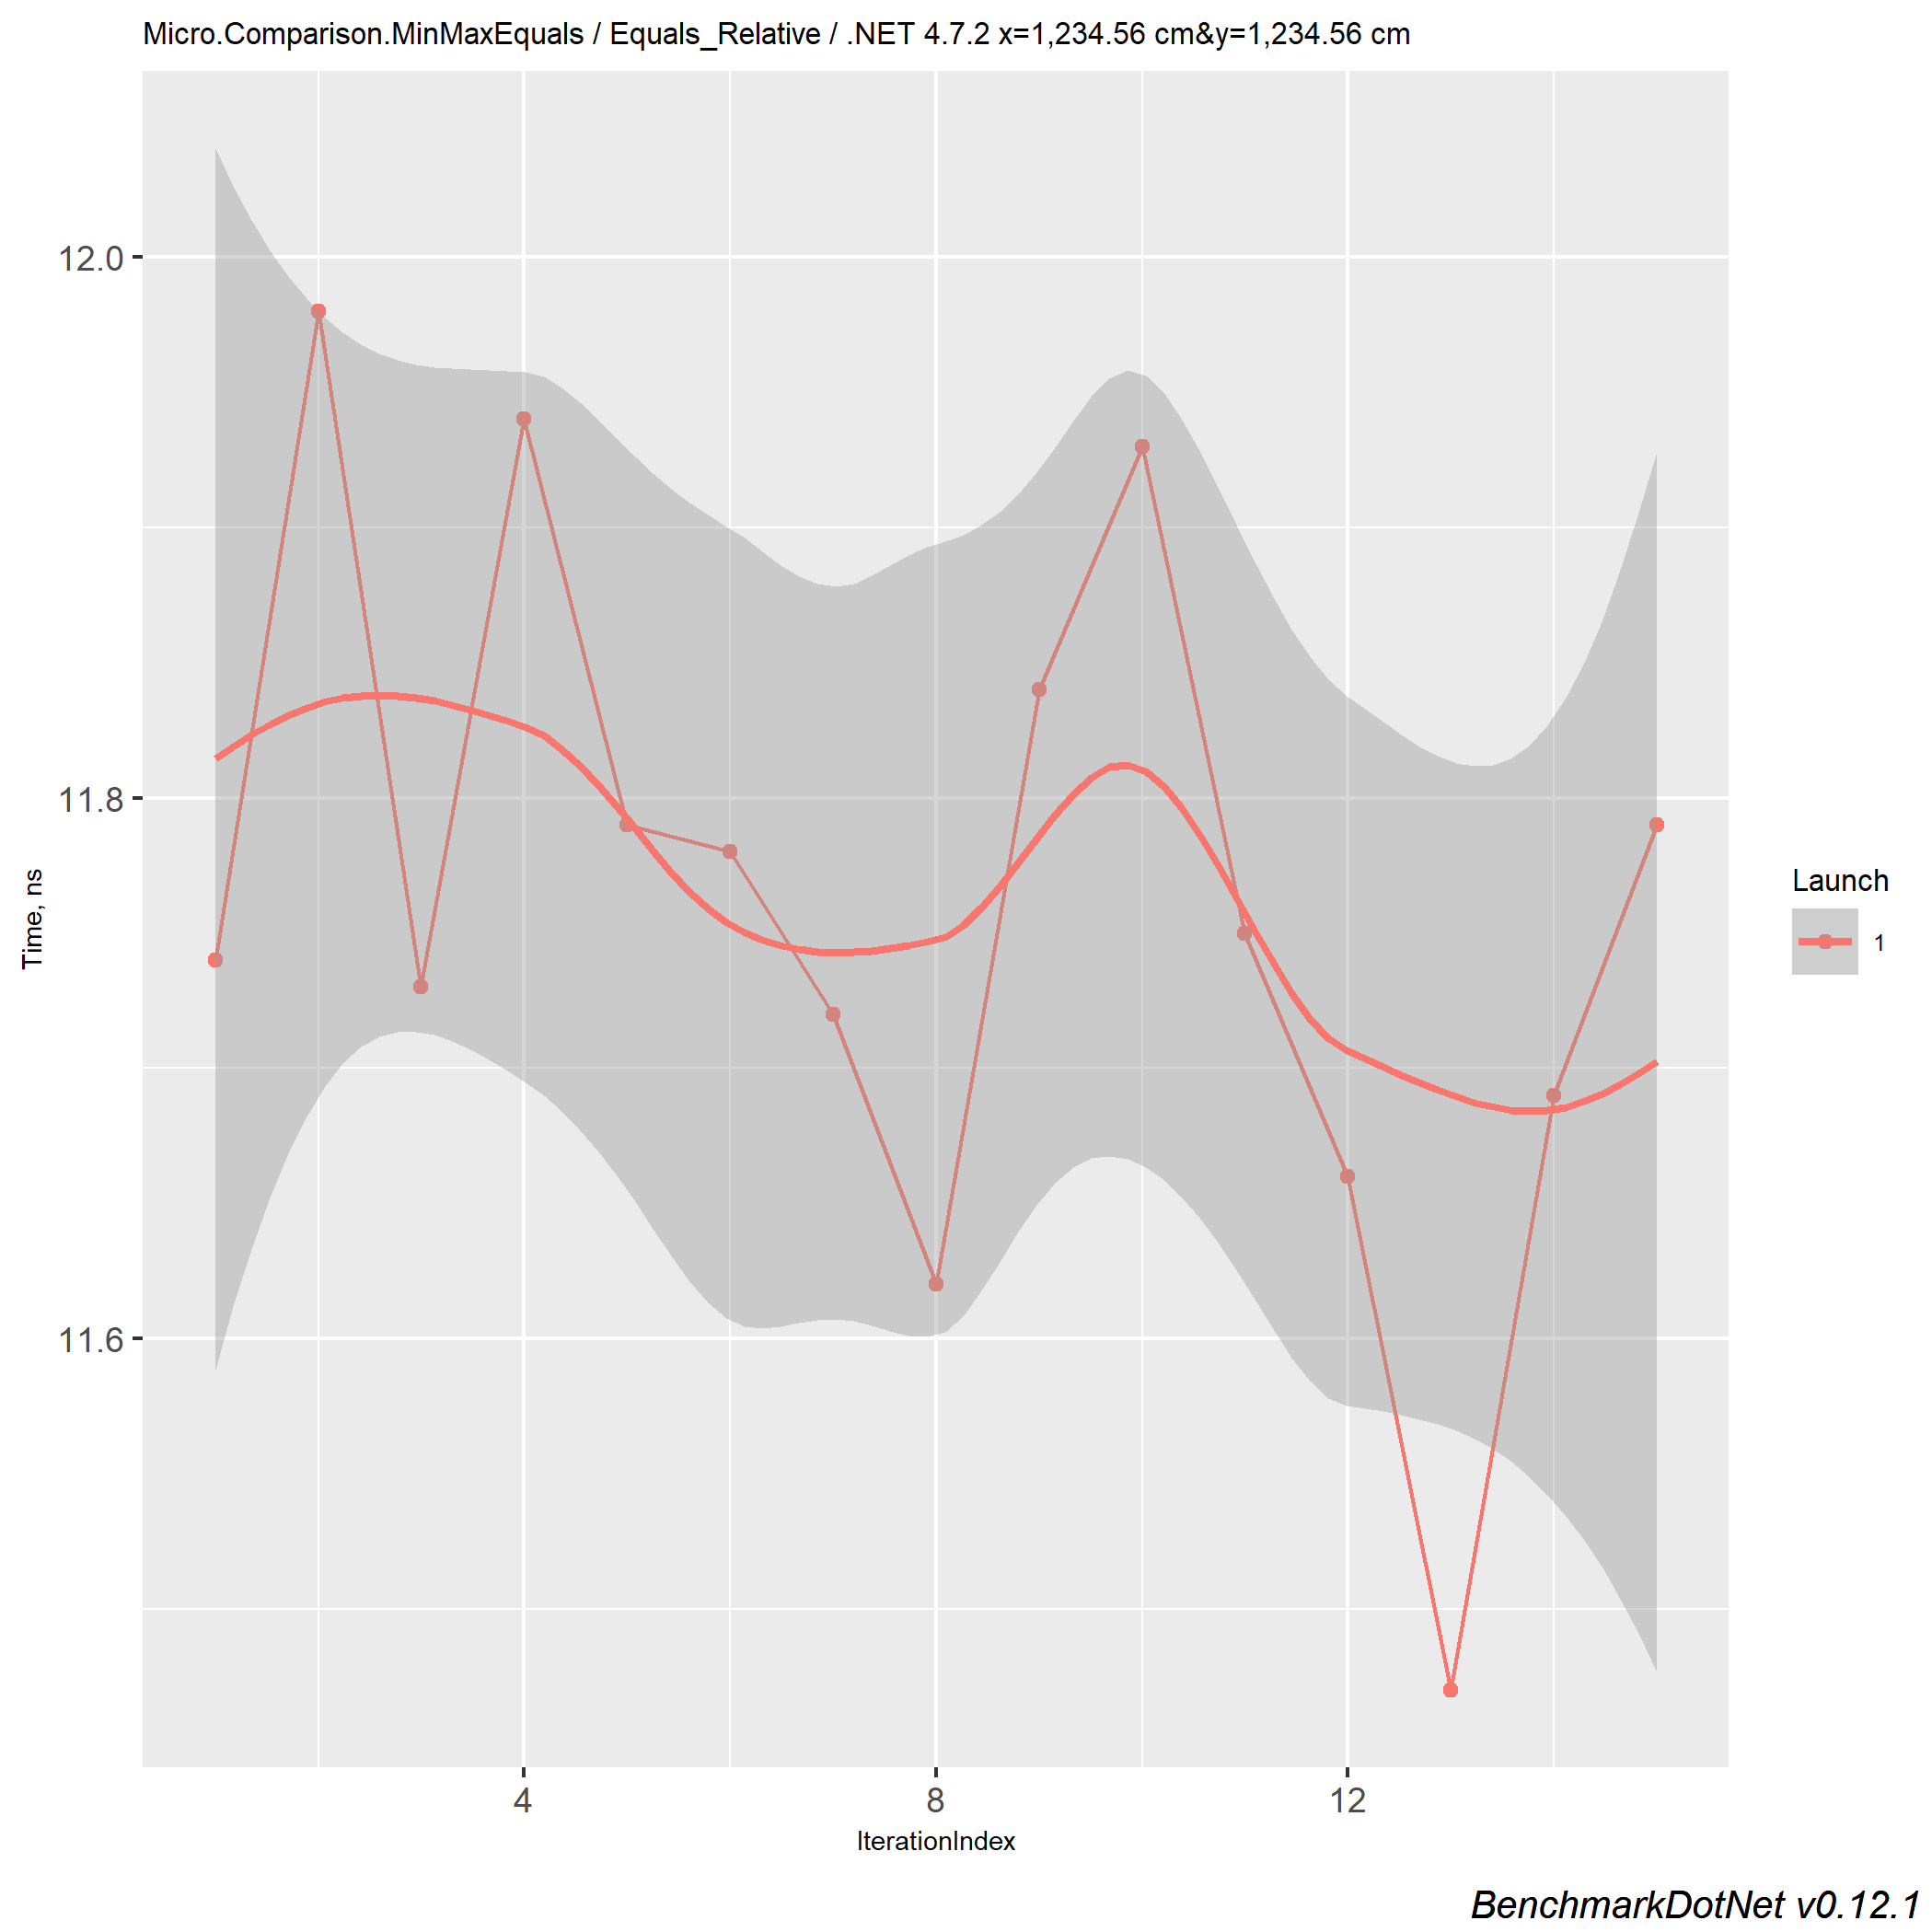 Micro.Comparison.MinMaxEquals / Equals_Relative / .NET 4.7.2 x=1,234.56 cm&y=1,234.56 cm
12.0
11.8
11.6
Time, ns
4
8
12
IterationIndex
Launch
1
BenchmarkDotNet v0.12.1